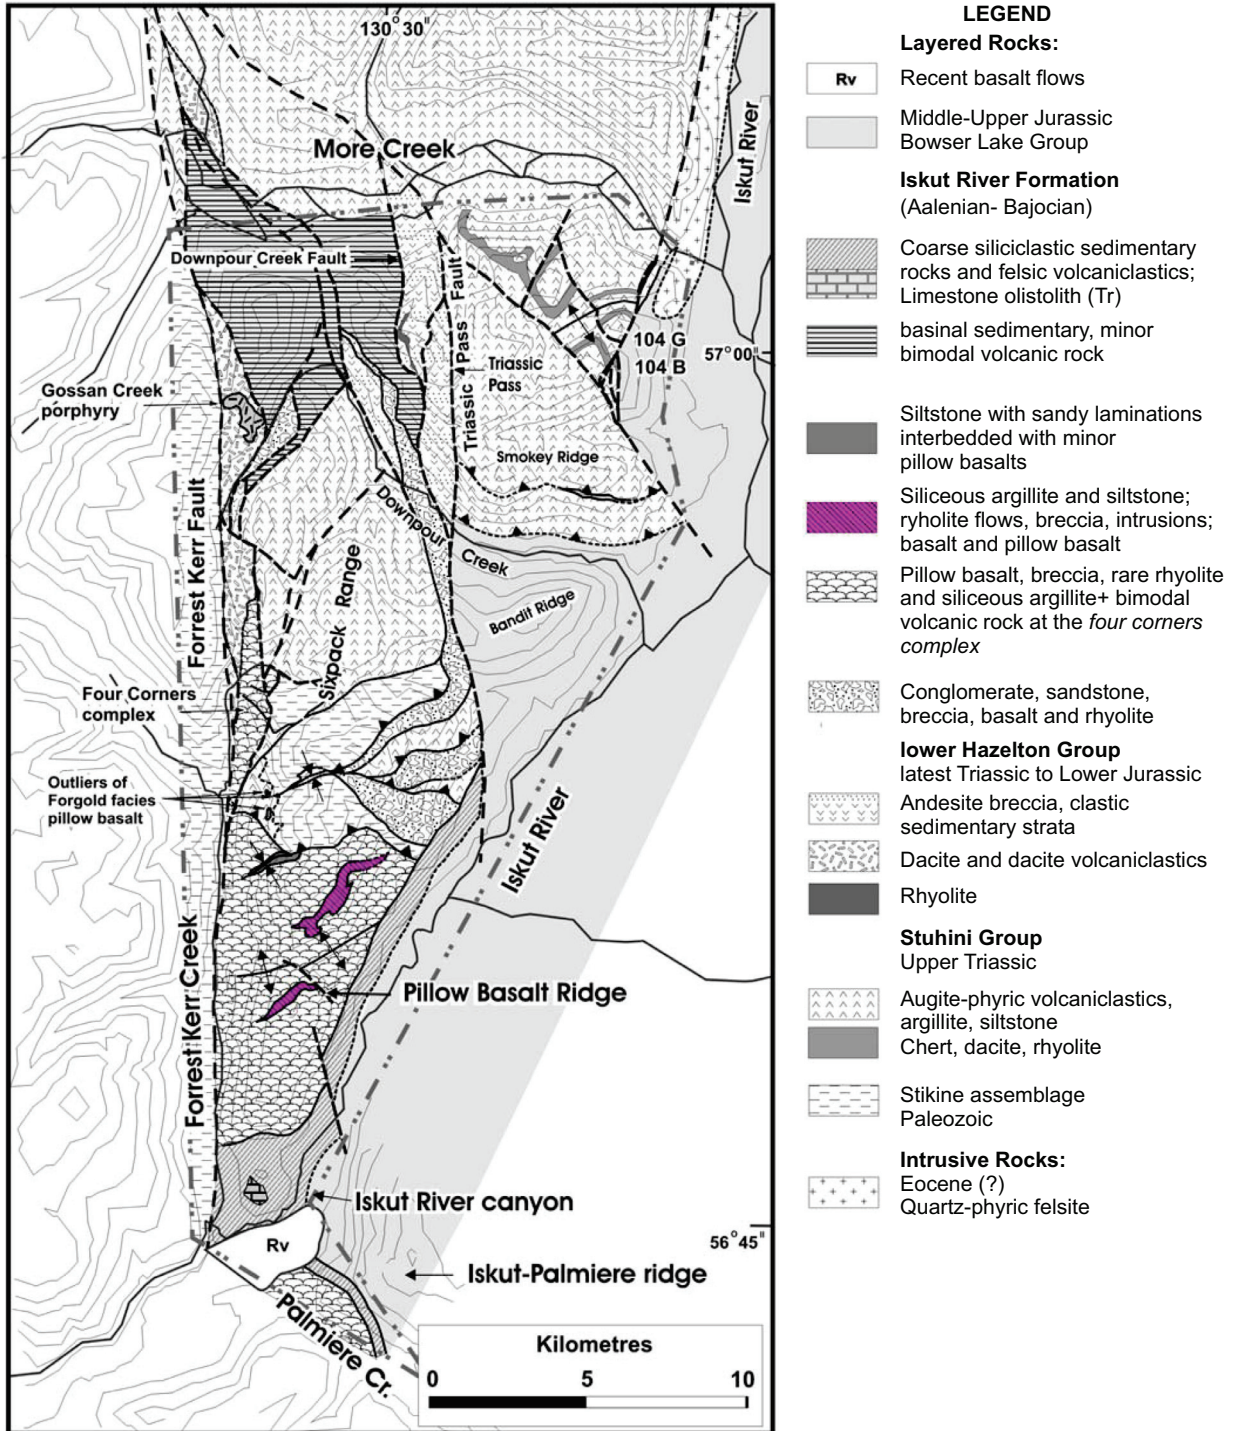 130° 30"
More Creek
Iskut River
Downpour Creek Fault
Triassic Pass Fault
104 G
104 B
57°00"
Triassic
Pass
Gossan Creek
porphyry
Smokey Ridge
Forrest Kerr Fault
Downpour
Creek
Sixpack Range
Bandit Ridge
Four Corners
complex
Outliers of
Forgold facies
pillow basalt
Iskut River
Forrest Kerr Creek
Pillow Basalt Ridge
Iskut River canyon
56°45"
Rv
Iskut-Palmiere ridge
Palmiere Cr.
Kilometres
0 5 10
LEGEND
Layered Rocks:
Rv Recent basalt flows
Middle-Upper Jurassic
Bowser Lake Group
Iskut River Formation
(Aalenian- Bajocian)
Coarse siliciclastic sedimentary
rocks and felsic volcaniclastics;
Limestone olistolith (Tr)
basinal sedimentary, minor
bimodal volcanic rock
Siltstone with sandy laminations
interbedded with minor
pillow basalts
Siliceous argillite and siltstone;
ryholite flows, breccia, intrusions;
basalt and pillow basalt
Pillow basalt, breccia, rare rhyolite
and siliceous argillite+ bimodal
volcanic rock at the four corners
complex
Conglomerate, sandstone,
breccia, basalt and rhyolite
lower Hazelton Group
latest Triassic to Lower Jurassic
Andesite breccia, clastic
sedimentary strata
Dacite and dacite volcaniclastics
Rhyolite
Stuhini Group
Upper Triassic
Augite-phyric volcaniclastics,
argillite, siltstone
Chert, dacite, rhyolite
Stikine assemblage
Paleozoic
Intrusive Rocks:
Eocene (?)
Quartz-phyric felsite